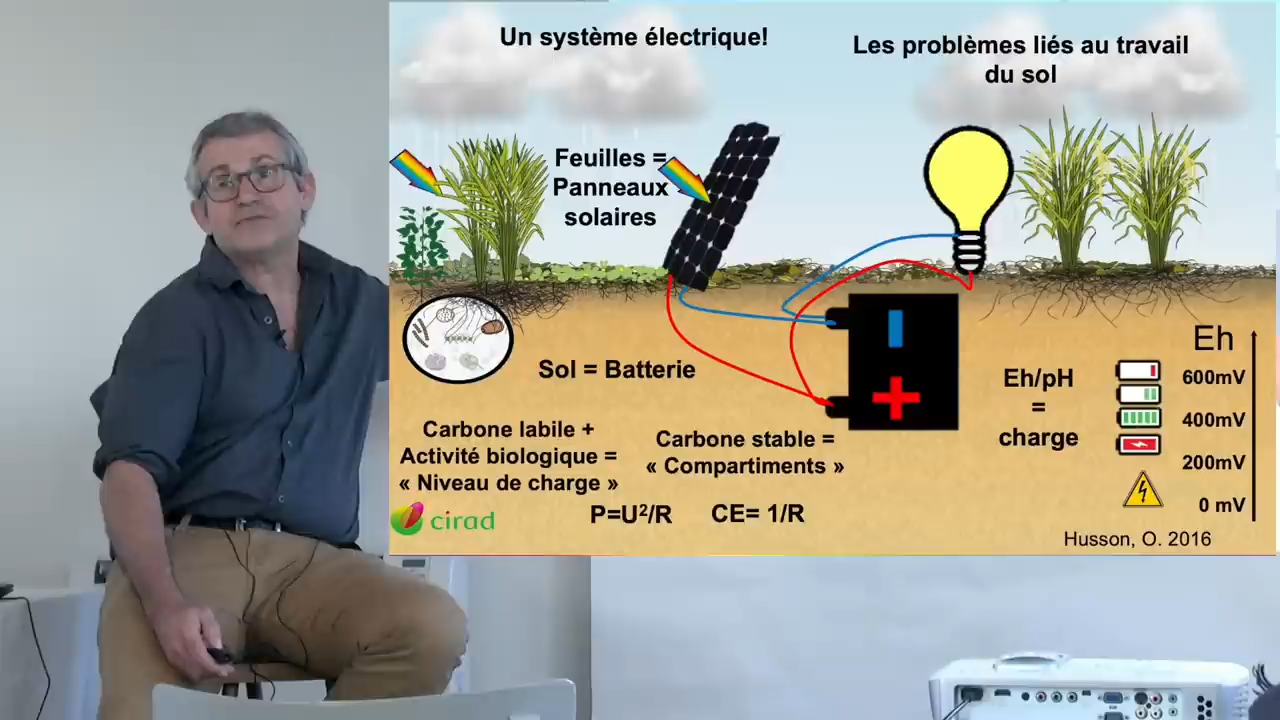 Un système électrique!
Les problèmes liés au travail
du sol
Feuilles =
Panneaux
solaires
Sol = Batterie
Eh/pH
=
charge
Eh
600mV
400mV
200mV
0 mV
Carbone labile +
Activité biologique =
« Niveau de charge »
Carbone stable =
« Compartiments »
P=U²/R
CE= 1/R
cirad
Husson, O. 2016